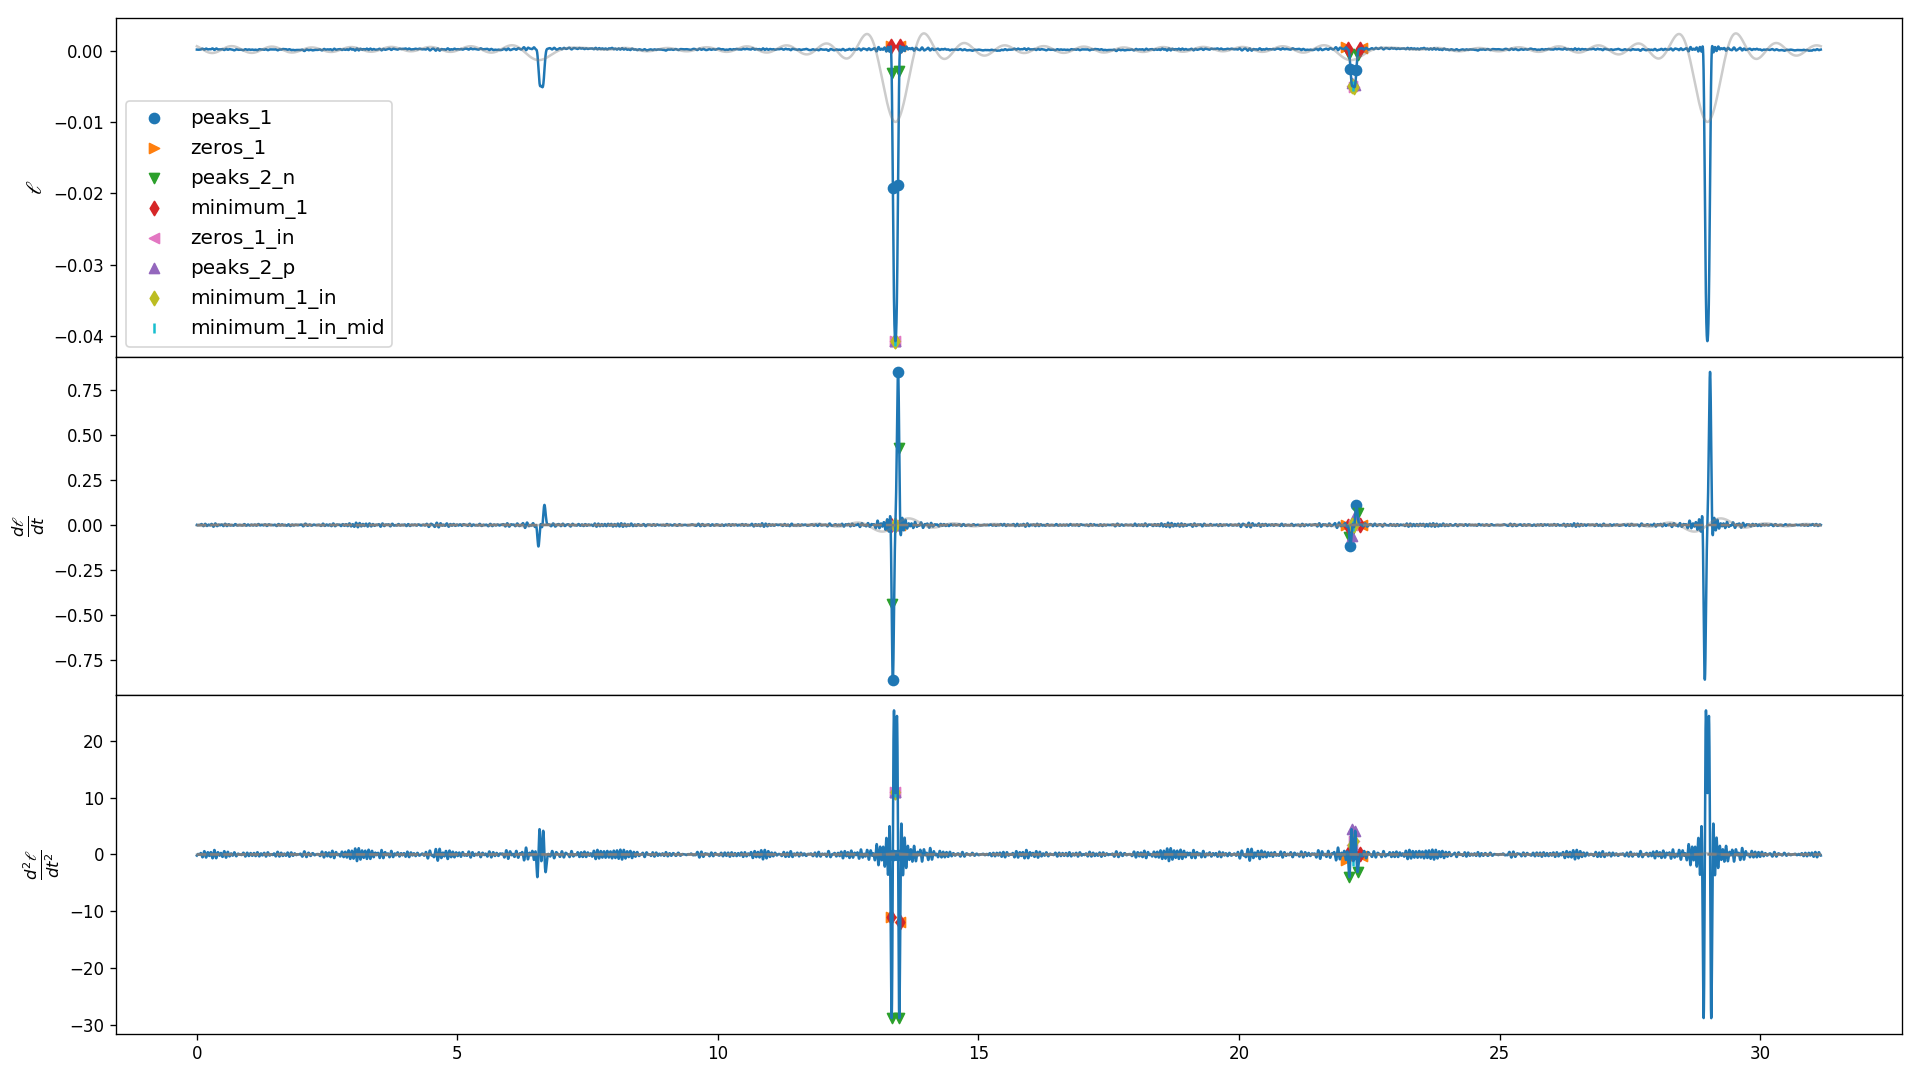 0.00
−0.01
−0.02
−0.03
−0.04
ℓ
peaks_1
zeros_1
peaks_2_n
minimum_1
zeros_1_in
peaks_2_p
minimum_1_in
minimum_1_in_mid
0.75
0.50
0.25
0.00
−0.25
−0.50
−0.75
dℓ
dt
20
10
0
−10
−20
−30
d²ℓ
dt²
0 5 10 15 20 25 30